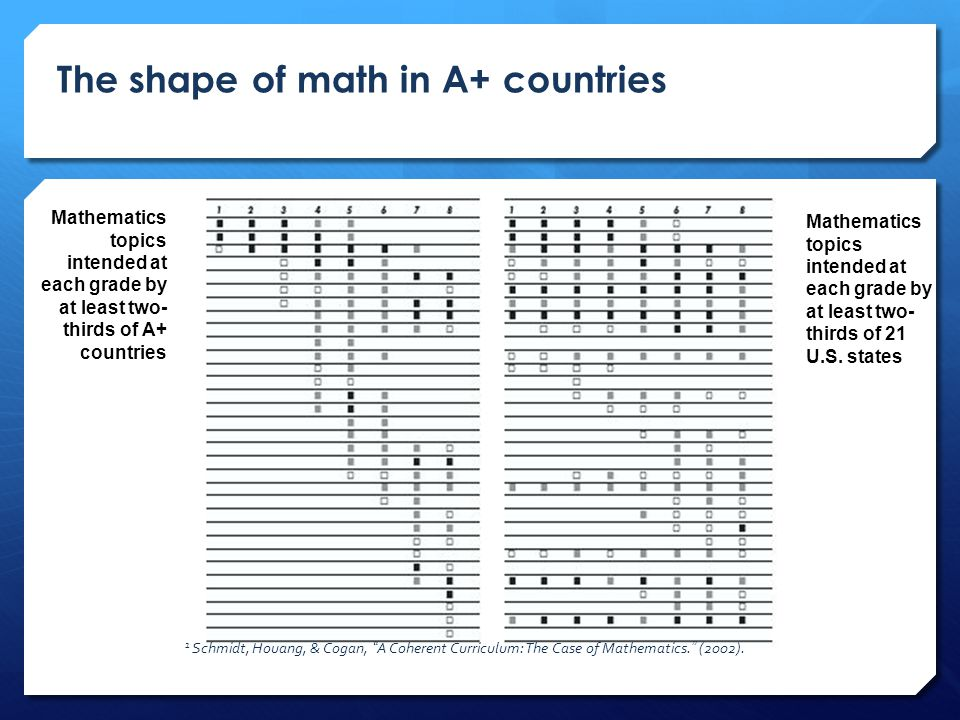 The shape of math in A+ countries
Mathematics
topics
intended at
each grade by
at least two-
thirds of A+
countries
1 2 3 4 5 6 7 8
1 2 3 4 5 6 7 8
Mathematics
topics
intended at
each grade by
at least two-
thirds of 21
U.S. states
¹ Schmidt, Houang, & Cogan, “A Coherent Curriculum: The Case of Mathematics.” (2002).